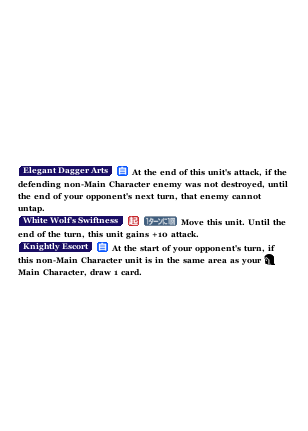 Elegant Dagger Arts 自 At the end of this unit's attack, if the
defending non-Main Character enemy was not destroyed, until
the end of your opponent's next turn, that enemy cannot
untap.
White Wolf's Swiftness 起 1ターンに1回 Move this unit. Until the
end of the turn, this unit gains +10 attack.
Knightly Escort 自 At the start of your opponent's turn, if
this non-Main Character unit is in the same area as your
Main Character, draw 1 card.